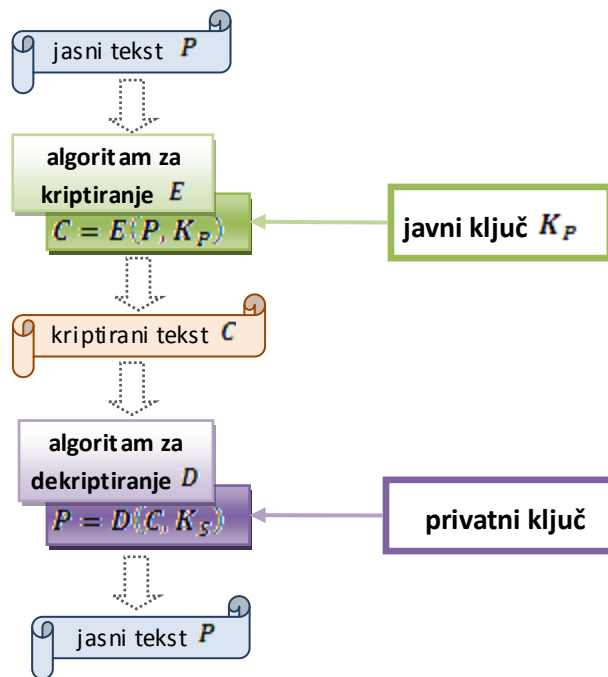 jasni tekst P
algoritam za
kriptiranje E
C = E(P, K_P)
javni ključ K_P
kriptirani tekst C
algoritam za
dekriptiranje D
P = D(C, K_S)
privatni ključ
jasni tekst P